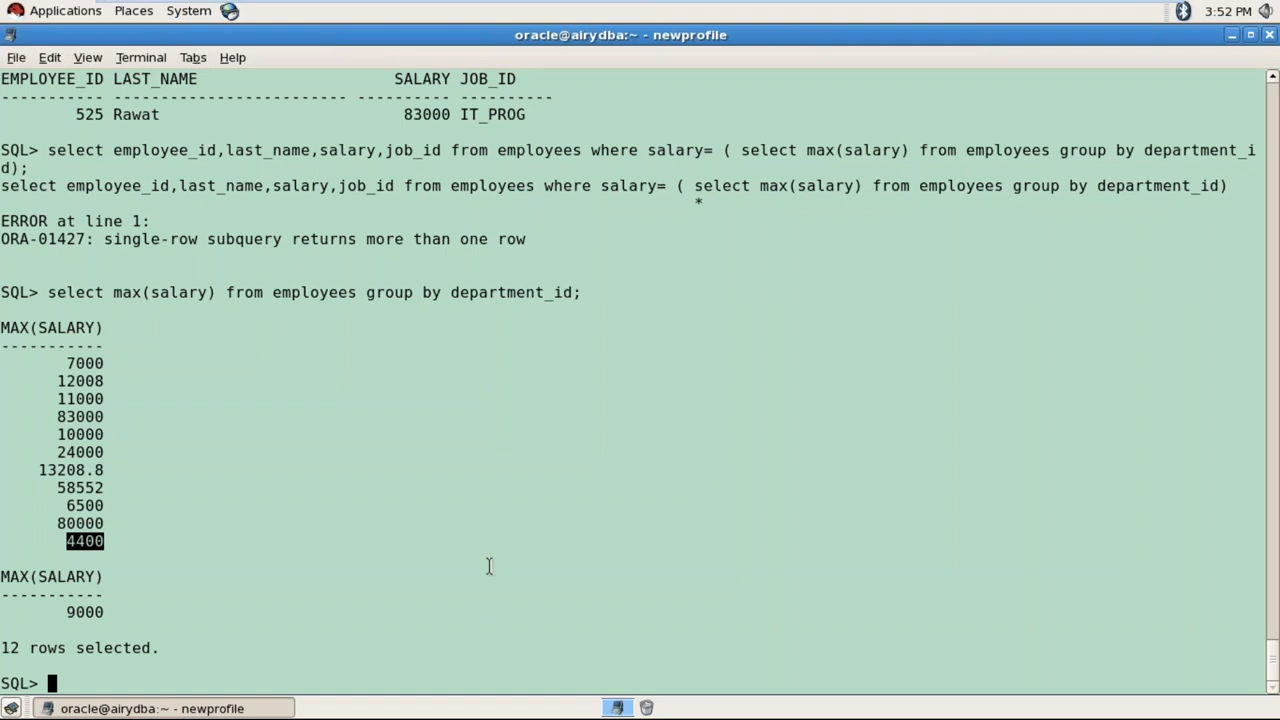 Applications Places System 3:52 PM
oracle@airydba:~ - newprofile
File Edit View Terminal Tabs Help
EMPLOYEE_ID LAST_NAME                     SALARY JOB_ID
----------- ------------------------- ---------- ----------
        525 Rawat                          83000 IT_PROG
SQL> select employee_id,last_name,salary,job_id from employees where salary= ( select max(salary) from employees group by department_i
d);
select employee_id,last_name,salary,job_id from employees where salary= ( select max(salary) from employees group by department_id)
                                                                          *
ERROR at line 1:
ORA-01427: single-row subquery returns more than one row
SQL> select max(salary) from employees group by department_id;
MAX(SALARY)
-----------
       7000
      12008
      11000
      83000
      10000
      24000
    13208.8
      58552
       6500
      80000
       4400
MAX(SALARY)
-----------
       9000
12 rows selected.
SQL>
oracle@airydba:~ - newprofile